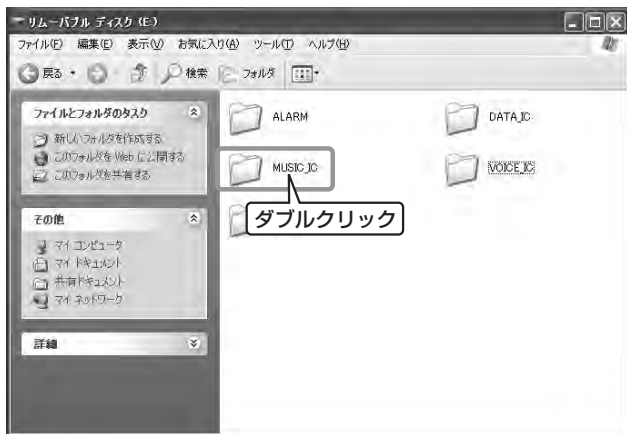 リムーバブル ディスク (E:)
ファイル(F) 編集(E) 表示(V) お気に入り(A) ツール(T) ヘルプ(H)
戻る 検索 フォルダ
ファイルとフォルダのタスク
新しいフォルダを作成する
このフォルダを Web に公開する
このフォルダを共有する
その他
マイ コンピュータ
マイ ドキュメント
共有ドキュメント
マイ ネットワーク
詳細
ALARM
DATA_IC
MUSIC_IC
VOICE_IC
ダブルクリック